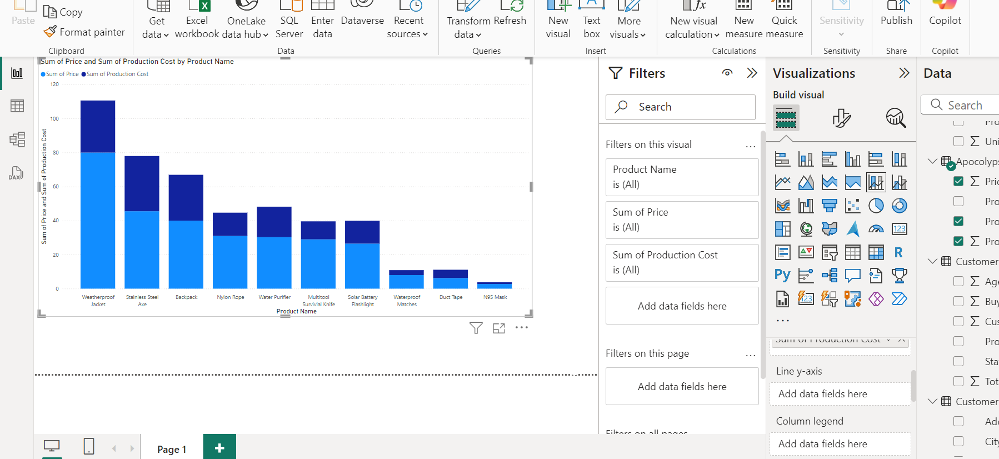 Paste
Copy
Format painter
Clipboard
Get
data
Excel
workbook
OneLake
data hub
SQL
Server
Enter
data
Dataverse
Recent
sources
Data
Transform
data
Refresh
Queries
New
visual
Text
box
More
visuals
Insert
New visual
calculation
New
measure
Quick
measure
Calculations
Sensitivity
Sensitivity
Publish
Share
Copilot
Copilot
Sum of Price and Sum of Production Cost by Product Name
Sum of Price
Sum of Production Cost
120
100
80
60
40
20
0
Sum of Price and Sum of Production Cost
Weatherproof
Jacket
Stainless Steel
Axe
Backpack
Nylon Rope
Water Purifier
Multitool
Survivial Knife
Solar Battery
Flashlight
Waterproof
Matches
Duct Tape
N95 Mask
Product Name
DAX
Page 1
+
Filters
Search
Filters on this visual
...
Product Name
is (All)
Sum of Price
is (All)
Sum of Production Cost
is (All)
Add data fields here
Filters on this page
...
Add data fields here
Filters on all pages
Visualizations
Build visual
123
R
Py
123
...
Sum of Production Cost
Line y-axis
Add data fields here
Column legend
Add data fields here
Data
Search
Pro
Uni
Apocolyps
Pric
Pro
Pro
Pro
Customer
Age
Buy
Cus
Pro
Sta
Tot
Customer
Add
City